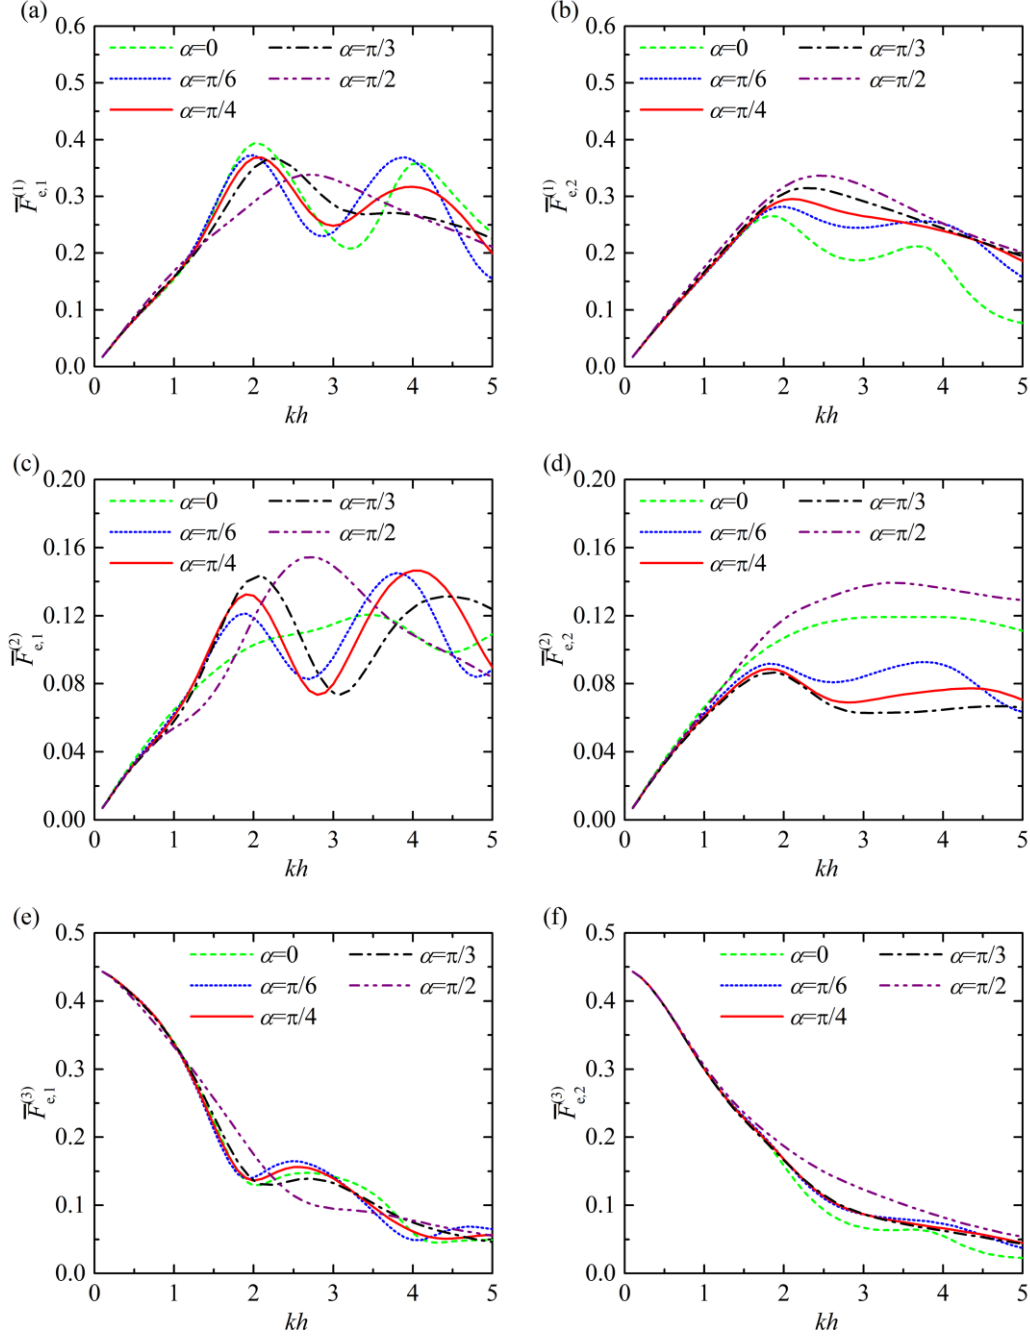 (a)
0.6
0.5
0.4
0.3
0.2
0.1
0.0
F̅e,1(1)
α=0
α=π/6
α=π/4
α=π/3
α=π/2
0 1 2 3 4 5
kh
(b)
0.6
0.5
0.4
0.3
0.2
0.1
0.0
F̅e,2(1)
α=0
α=π/6
α=π/4
α=π/3
α=π/2
0 1 2 3 4 5
kh
(c)
0.20
0.16
0.12
0.08
0.04
0.00
F̅e,1(2)
α=0
α=π/6
α=π/4
α=π/3
α=π/2
0 1 2 3 4 5
kh
(d)
0.20
0.16
0.12
0.08
0.04
0.00
F̅e,2(2)
α=0
α=π/6
α=π/4
α=π/3
α=π/2
0 1 2 3 4 5
kh
(e)
0.5
0.4
0.3
0.2
0.1
0.0
F̅e,1(3)
α=0
α=π/6
α=π/4
α=π/3
α=π/2
0 1 2 3 4 5
kh
(f)
0.5
0.4
0.3
0.2
0.1
0.0
F̅e,2(3)
α=0
α=π/6
α=π/4
α=π/3
α=π/2
0 1 2 3 4 5
kh